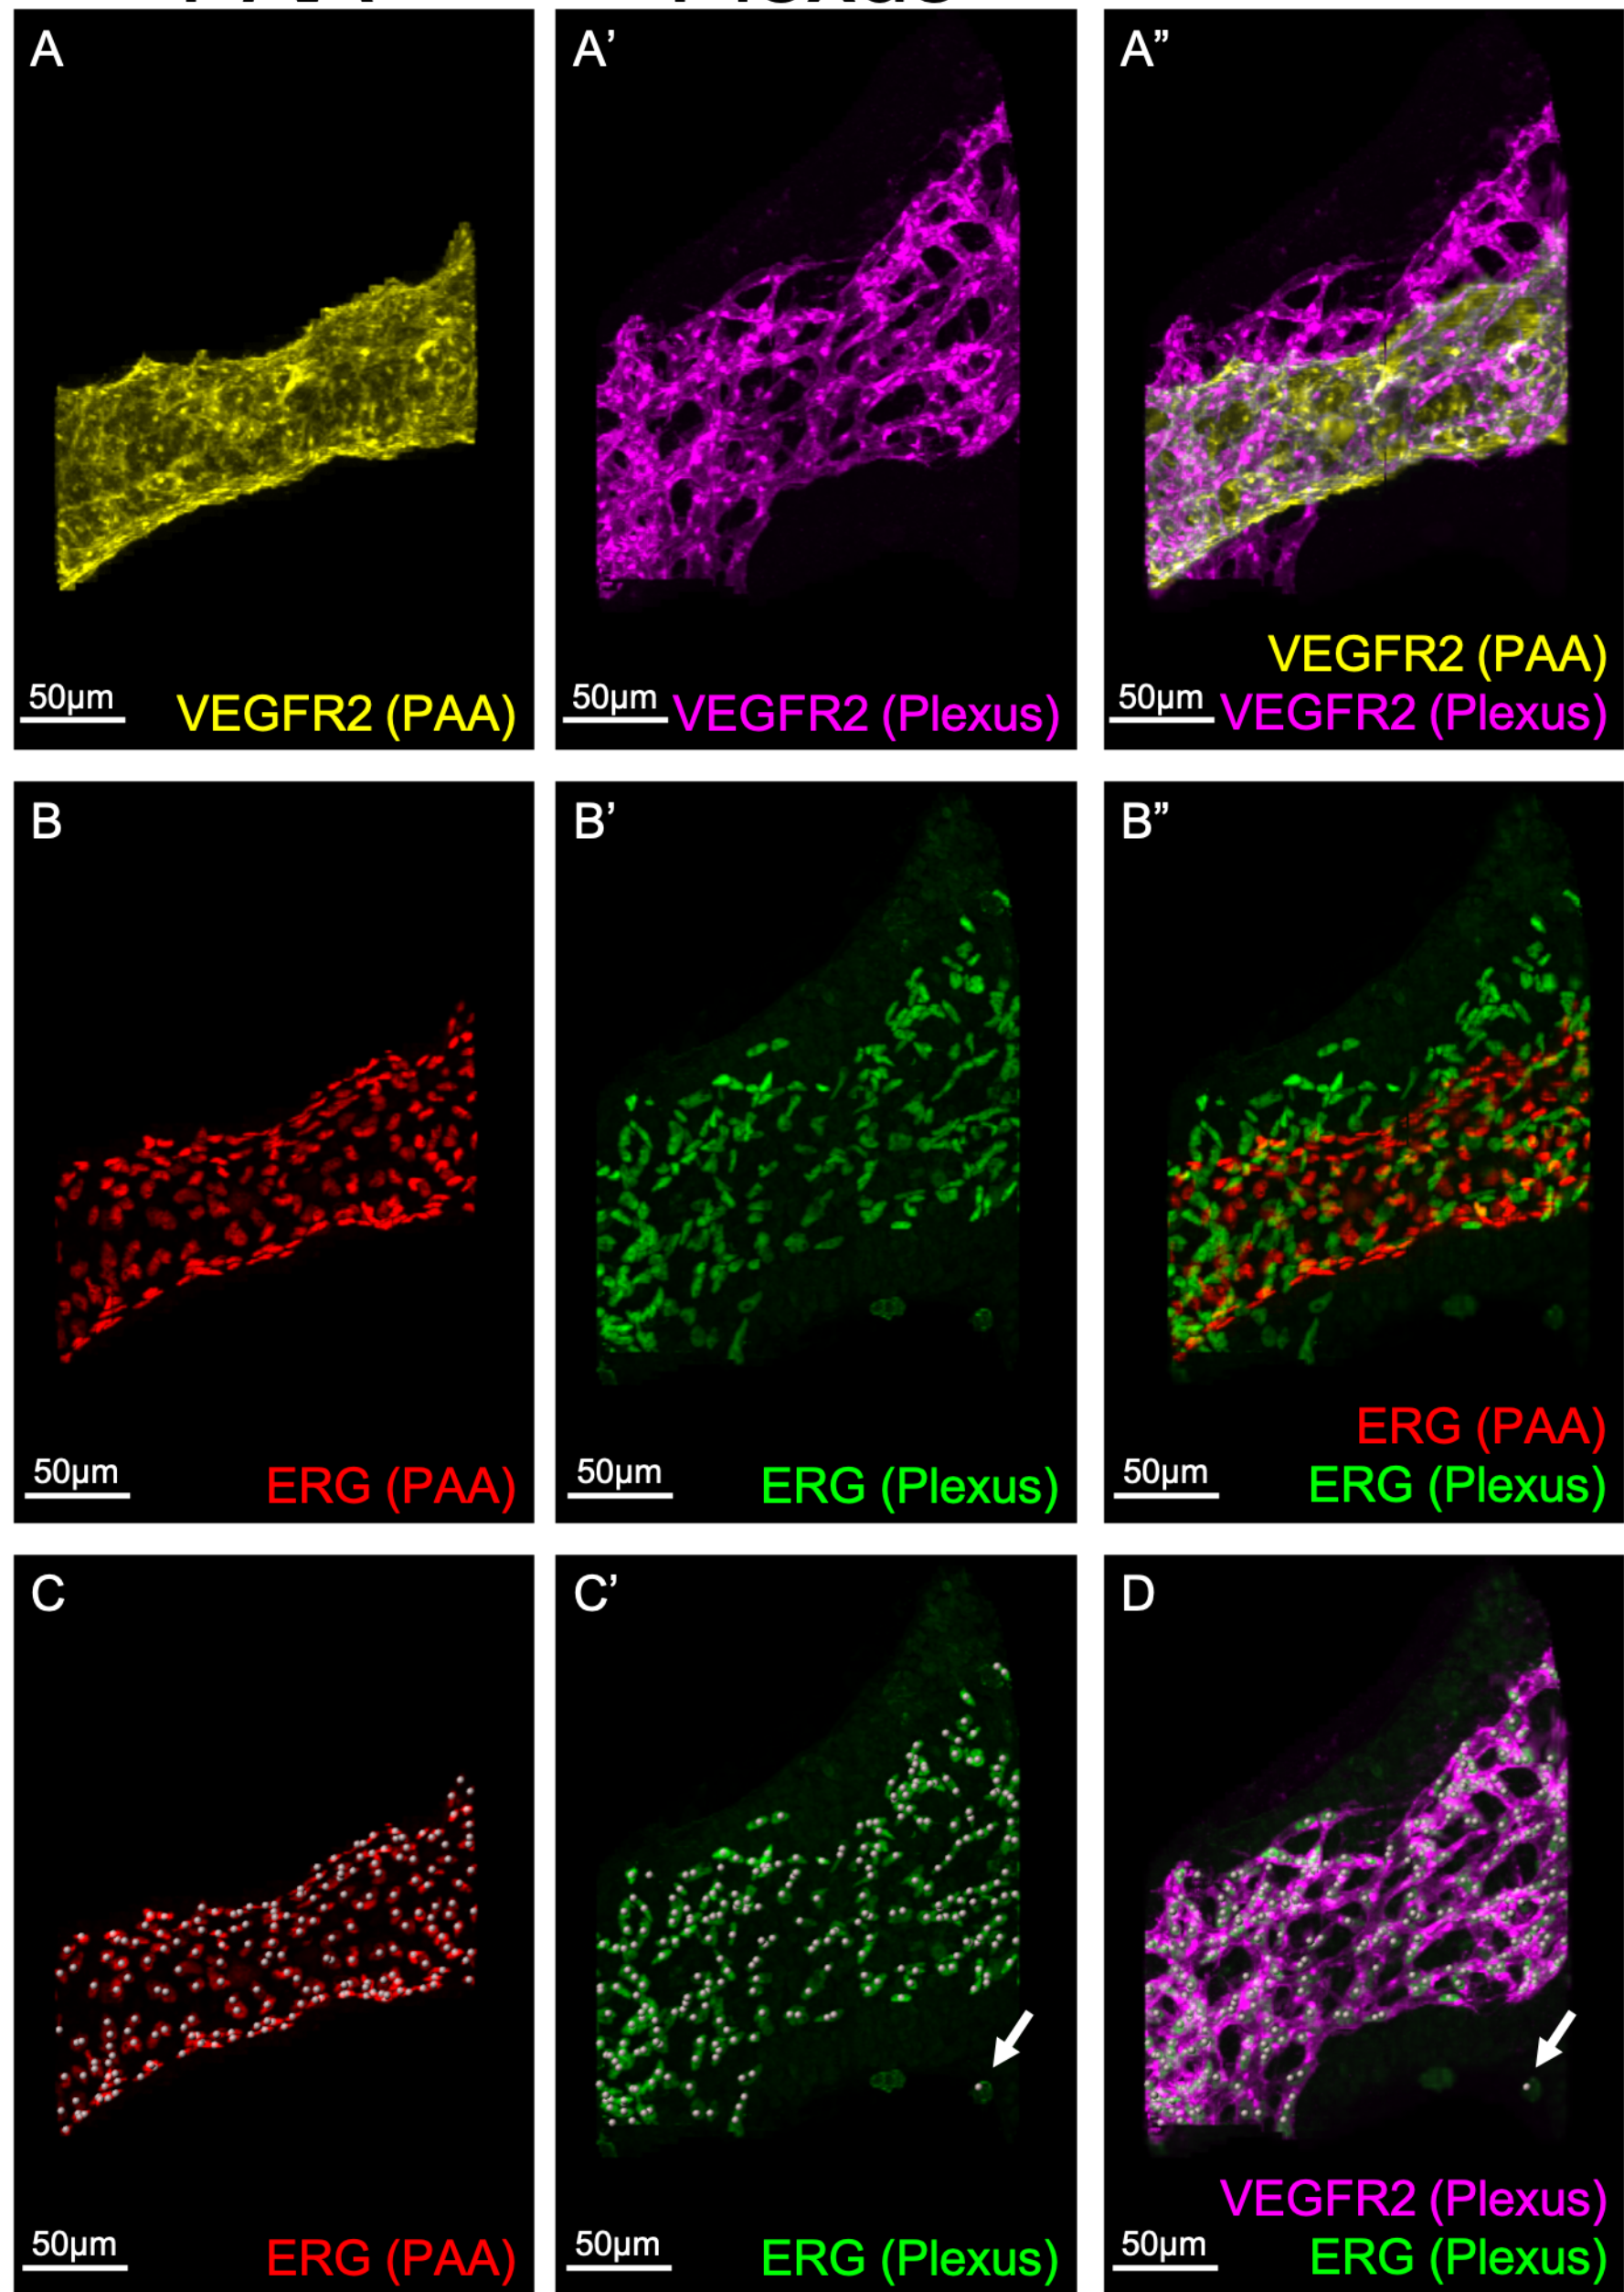 A
50µm
VEGFR2 (PAA)
A’
50µm
VEGFR2 (Plexus)
A”
VEGFR2 (PAA)
50µm
VEGFR2 (Plexus)
B
50µm
ERG (PAA)
B’
50µm
ERG (Plexus)
B”
ERG (PAA)
50µm
ERG (Plexus)
C
50µm
ERG (PAA)
C’
50µm
ERG (Plexus)
D
VEGFR2 (Plexus)
50µm
ERG (Plexus)